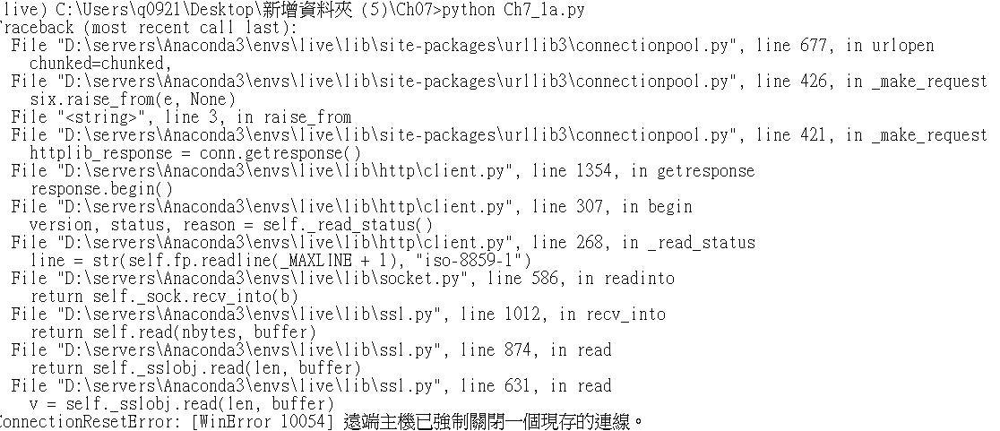 live) C:\Users\q0921\Desktop\新增資料夾 (5)\Ch07>python Ch7_1a.py
Traceback (most recent call last):
File "D:\servers\Anaconda3\envs\live\lib\site-packages\urllib3\connectionpool.py", line 677, in urlopen
chunked=chunked,
File "D:\servers\Anaconda3\envs\live\lib\site-packages\urllib3\connectionpool.py", line 426, in _make_request
six.raise_from(e, None)
File "<string>", line 3, in raise_from
File "D:\servers\Anaconda3\envs\live\lib\site-packages\urllib3\connectionpool.py", line 421, in _make_request
httplib_response = conn.getresponse()
File "D:\servers\Anaconda3\envs\live\lib\http\client.py", line 1354, in getresponse
response.begin()
File "D:\servers\Anaconda3\envs\live\lib\http\client.py", line 307, in begin
version, status, reason = self._read_status()
File "D:\servers\Anaconda3\envs\live\lib\http\client.py", line 268, in _read_status
line = str(self.fp.readline(_MAXLINE + 1), "iso-8859-1")
File "D:\servers\Anaconda3\envs\live\lib\socket.py", line 586, in readinto
return self._sock.recv_into(b)
File "D:\servers\Anaconda3\envs\live\lib\ssl.py", line 1012, in recv_into
return self.read(nbytes, buffer)
File "D:\servers\Anaconda3\envs\live\lib\ssl.py", line 874, in read
return self._sslobj.read(len, buffer)
File "D:\servers\Anaconda3\envs\live\lib\ssl.py", line 631, in read
v = self._sslobj.read(len, buffer)
ConnectionResetError: [WinError 10054] 遠端主機已強制關閉一個現存的連線。